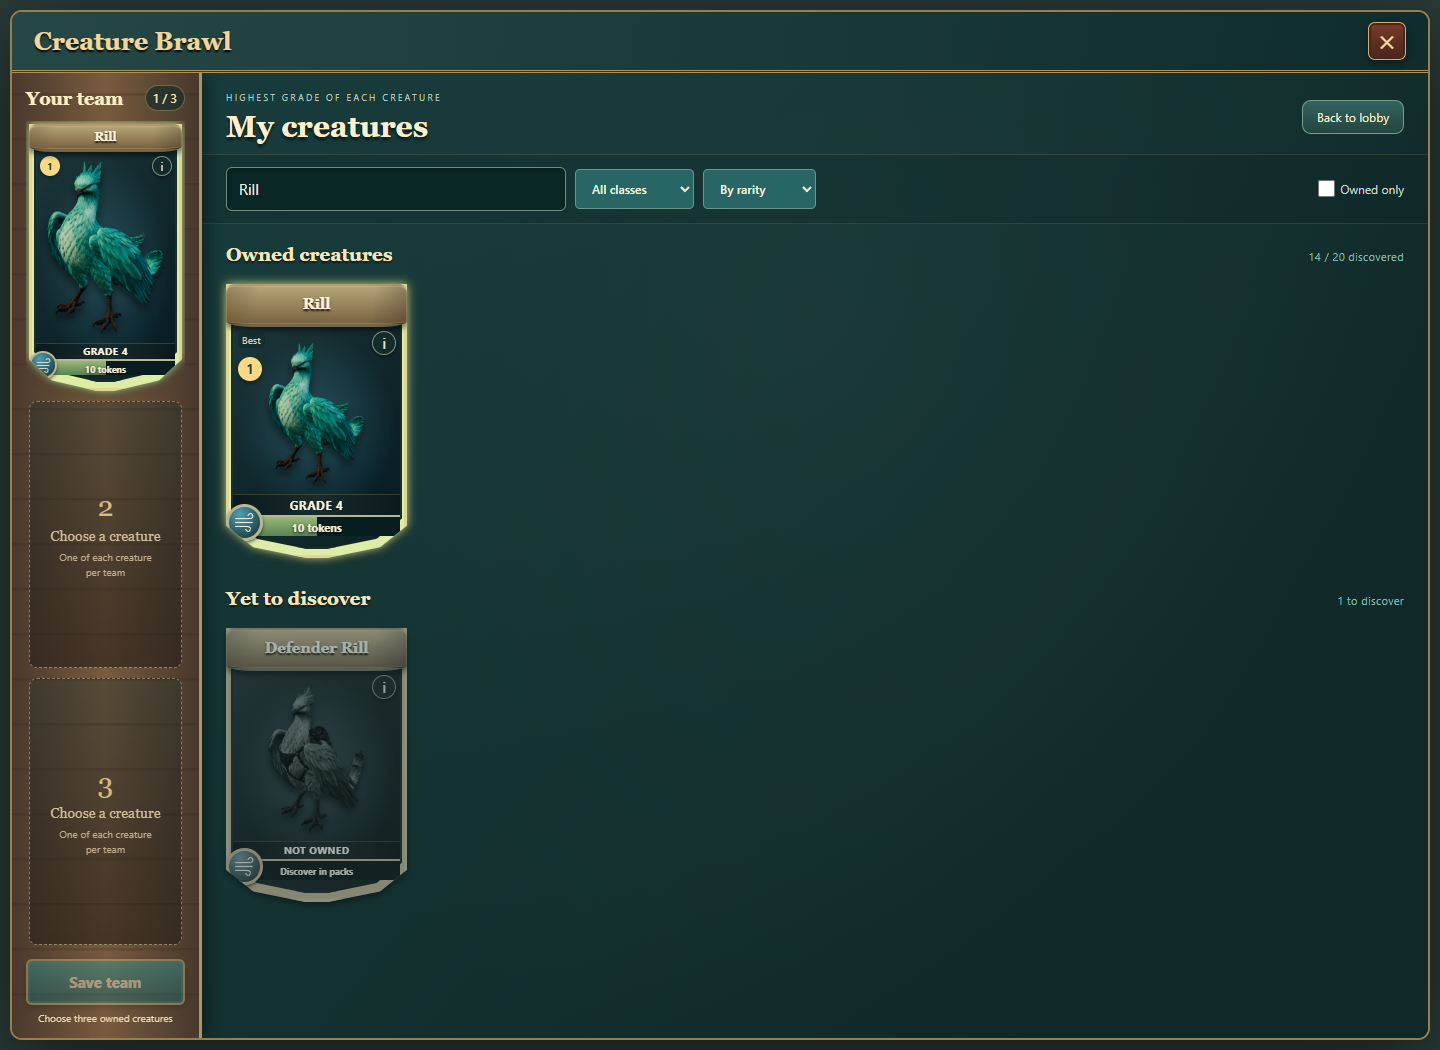 Creature Brawl
Your team
1 / 3
Rill
1
i
GRADE 4
10 tokens
2
Choose a creature
One of each creature
per team
3
Choose a creature
One of each creature
per team
Save team
Choose three owned creatures
HIGHEST GRADE OF EACH CREATURE
My creatures
Back to lobby
Rill
All classes
By rarity
Owned only
Owned creatures
14 / 20 discovered
Rill
Best
i
1
GRADE 4
10 tokens
Yet to discover
1 to discover
Defender Rill
i
NOT OWNED
Discover in packs